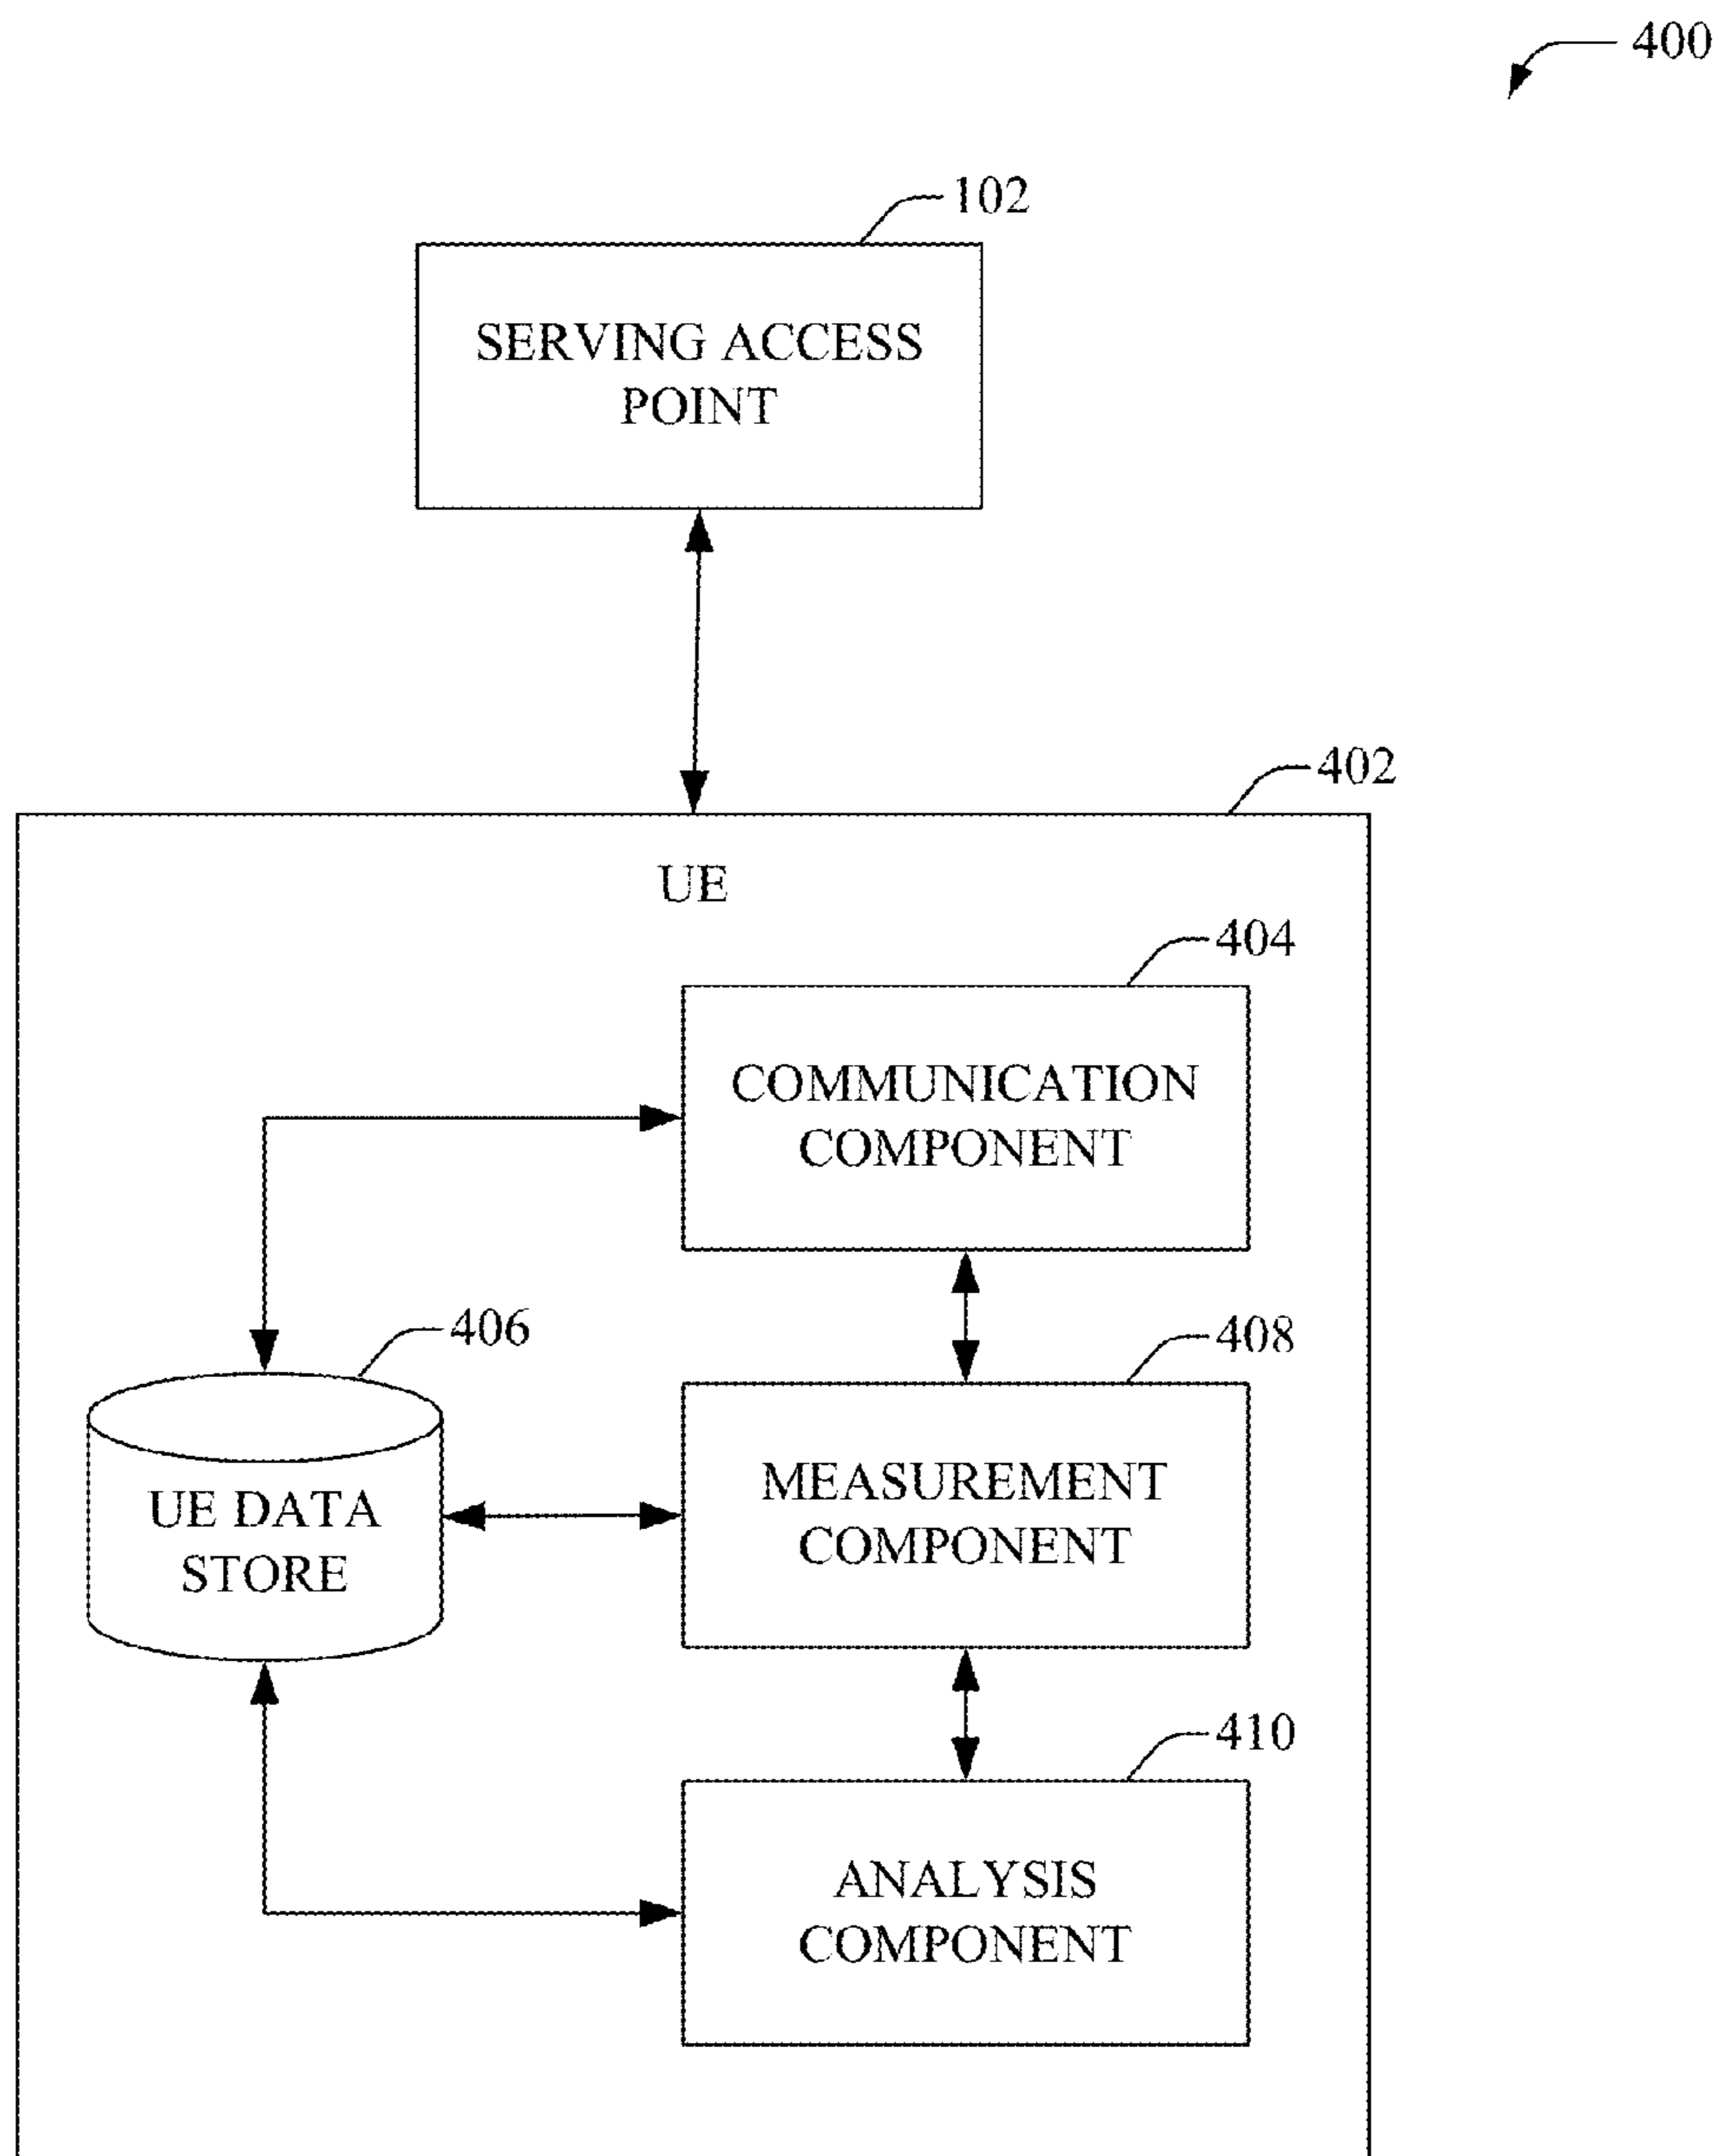 400
102
SERVING ACCESS
POINT
402
UE
404
COMMUNICATION
COMPONENT
406
408
UE DATA
STORE
MEASUREMENT
COMPONENT
410
ANALYSIS
COMPONENT